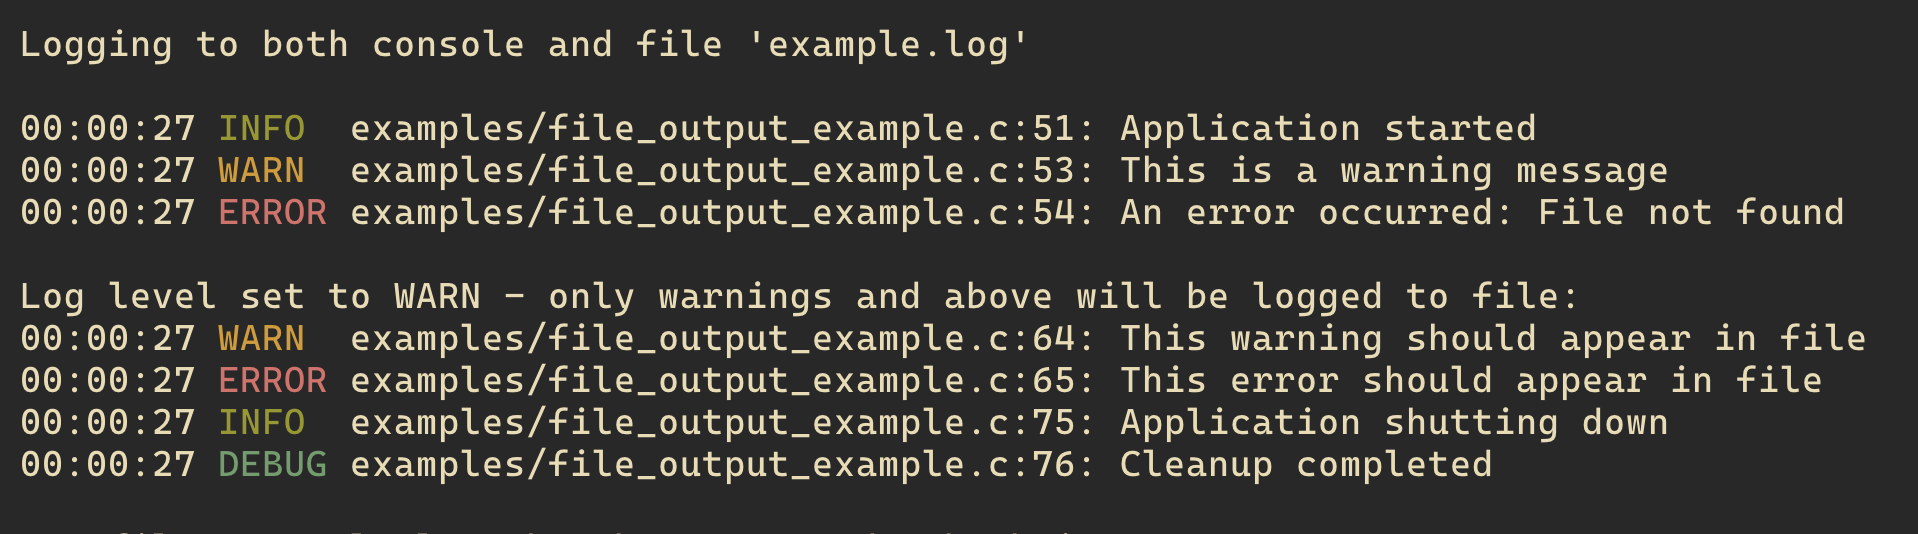 Logging to both console and file 'example.log'
00:00:27 INFO  examples/file_output_example.c:51: Application started
00:00:27 WARN  examples/file_output_example.c:53: This is a warning message
00:00:27 ERROR examples/file_output_example.c:54: An error occurred: File not found
Log level set to WARN - only warnings and above will be logged to file:
00:00:27 WARN  examples/file_output_example.c:64: This warning should appear in file
00:00:27 ERROR examples/file_output_example.c:65: This error should appear in file
00:00:27 INFO  examples/file_output_example.c:75: Application shutting down
00:00:27 DEBUG examples/file_output_example.c:76: Cleanup completed